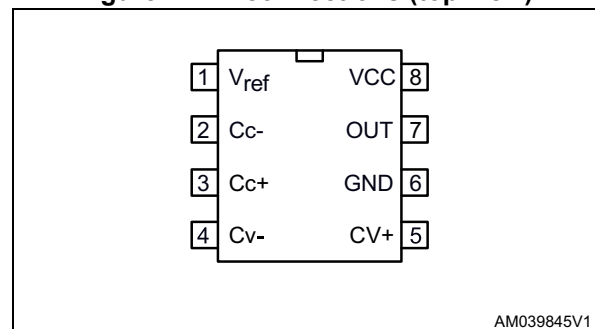 1 Vref VCC 8
2 Cc- OUT 7
3 Cc+ GND 6
4 Cv- CV+ 5
AM039845V1